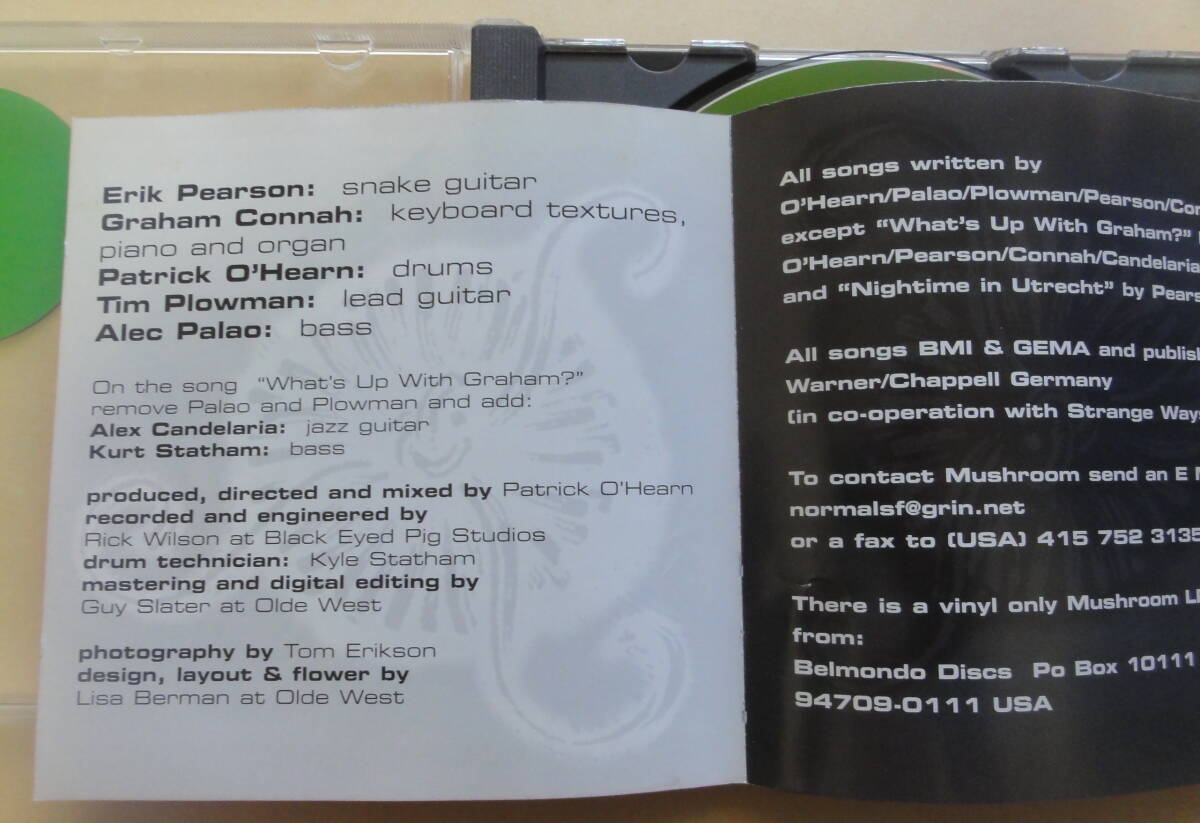 Erik Pearson: snake guitar
Graham Connah: keyboard textures,
piano and organ
Patrick O'Hearn: drums
Tim Plowman: lead guitar
Alec Palao: bass
On the song "What's Up With Graham?"
remove Palao and Plowman and add:
Alex Candelaria: jazz guitar
Kurt Statham: bass
produced, directed and mixed by Patrick O'Hearn
recorded and engineered by
Rick Wilson at Black Eyed Pig Studios
drum technician: Kyle Statham
mastering and digital editing by
Guy Slater at Olde West
photography by Tom Erikson
design, layout & flower by
Lisa Berman at Olde West
All songs written by
O'Hearn/Palao/Plowman/Pearson/
except "What's Up With Graham?"
O'Hearn/Pearson/Connah/Candelaria
and "Nightime in Utrecht" by
All songs BMI & GEMA and
Warner/Chappell Germany
(in co-operation with Strange
To contact Mushroom send an E
normalsf@grin.net
or a fax to (USA) 415 752 3135
There is a vinyl only Mushroom
from:
Belmondo Discs Po Box 10111
94709-0111 USA